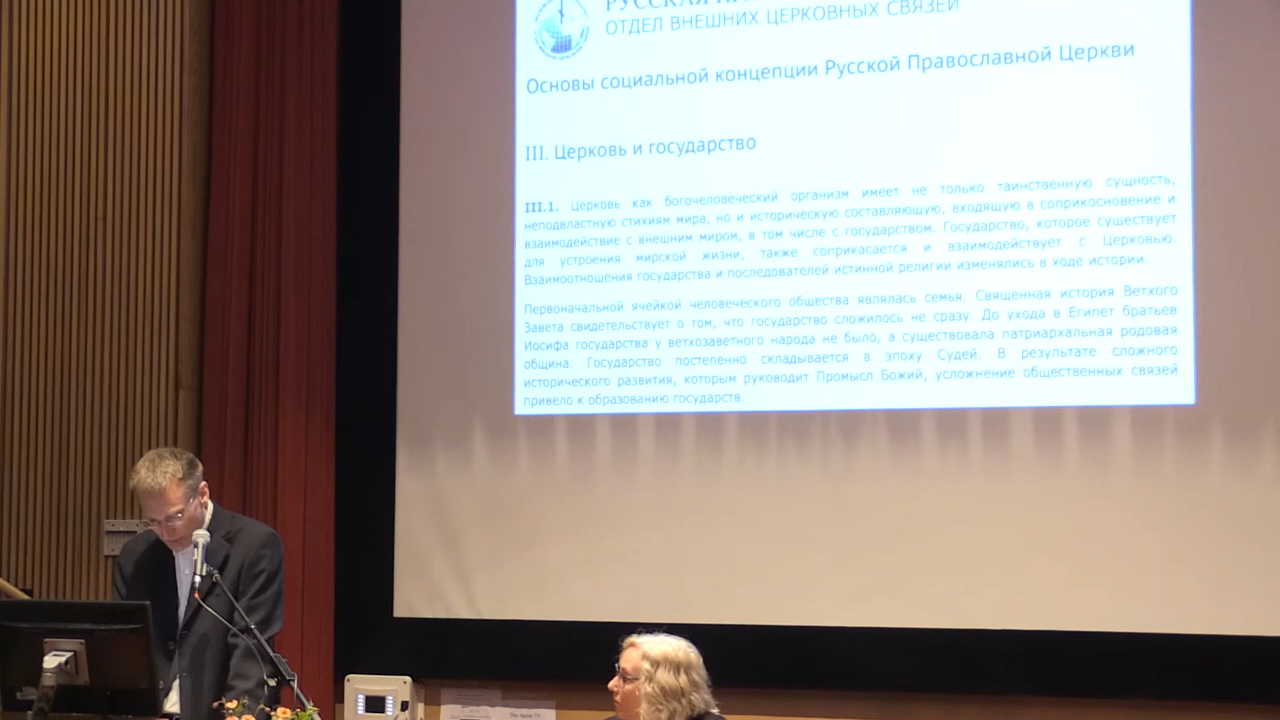 РУССКАЯ
ОТДЕЛ ВНЕШНИХ ЦЕРКОВНЫХ СВЯЗЕЙ
Основы социальной концепции Русской Православной Церкви
III. Церковь и государство
III.1. Церковь как богочеловеческий организм имеет не только таинственную сущность,
неподвластную стихиям мира, но и историческую составляющую, входящую в соприкосновение и
взаимодействие с внешним миром, в том числе с государством. Государство, которое существует
для устроения мирской жизни, также соприкасается и взаимодействует с Церковью.
Взаимоотношения государства и последователей истинной религии изменялись в ходе истории.
Первоначальной ячейкой человеческого общества являлась семья. Священная история Ветхого
Завета свидетельствует о том, что государство сложилось не сразу. До ухода в Египет братьев
Иосифа государства у ветхозаветного народа не было, а существовала патриархальная родовая
община. Государство постепенно складывается в эпоху Судей. В результате сложного
исторического развития, которым руководит Промысл Божий, усложнение общественных связей
привело к образованию государств.
The Apple TV